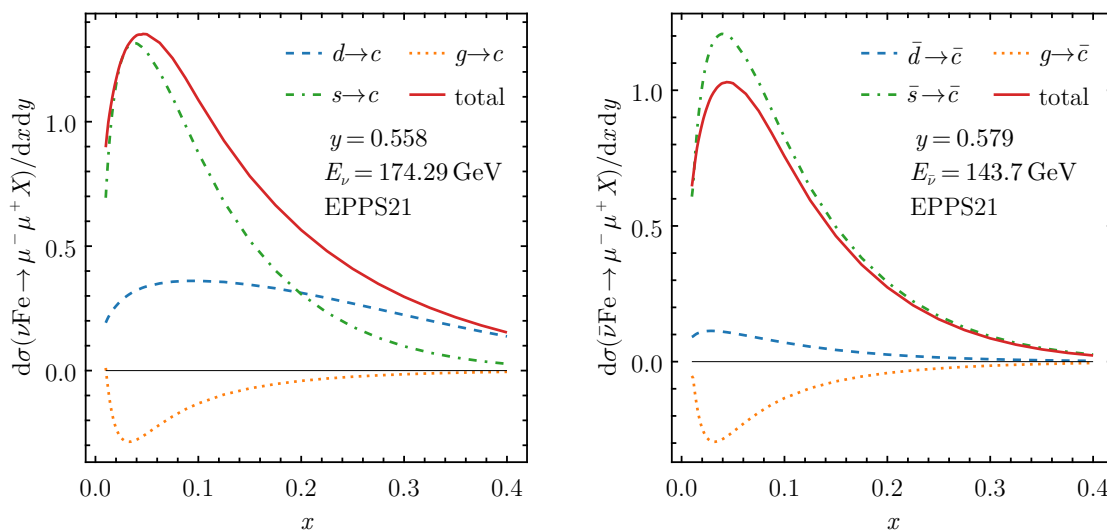 dσ(νFe → μ⁻ μ⁺ X)/dxdy
1.0
0.5
0.0
d→c
g→c
s→c
total
y = 0.558
E_ν = 174.29 GeV
EPPS21
0.0 0.1 0.2 0.3 0.4
x
dσ(ν̄Fe → μ⁻ μ⁺ X)/dxdy
1.0
0.5
0.0
d̄→c̄
g→c̄
s̄→c̄
total
y = 0.579
E_ν̄ = 143.7 GeV
EPPS21
0.0 0.1 0.2 0.3 0.4
x